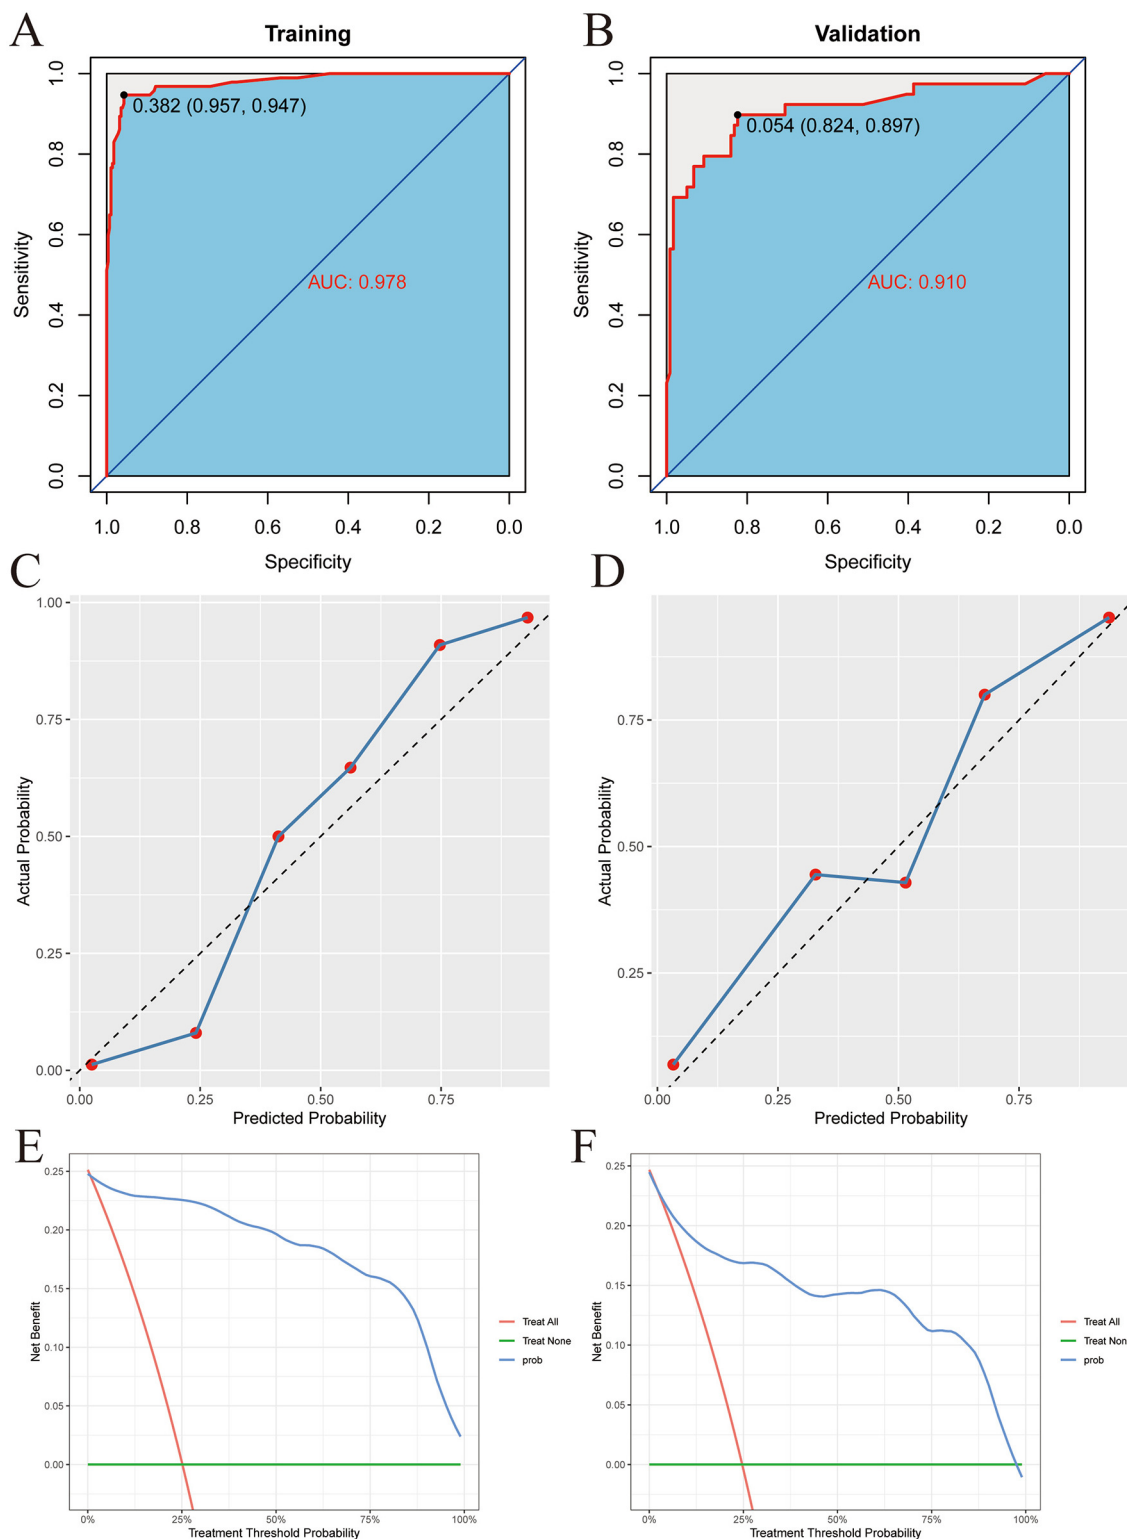 A
Training
1.0
0.8
0.6
0.4
0.2
0.0
Sensitivity
0.382 (0.957, 0.947)
AUC: 0.978
1.0 0.8 0.6 0.4 0.2 0.0
Specificity
B
Validation
1.0
0.8
0.6
0.4
0.2
0.0
Sensitivity
0.054 (0.824, 0.897)
AUC: 0.910
1.0 0.8 0.6 0.4 0.2 0.0
Specificity
C
1.00
0.75
0.50
0.25
0.00
Actual Probability
0.00 0.25 0.50 0.75
Predicted Probability
D
0.75
0.50
0.25
Actual Probability
0.00 0.25 0.50 0.75
Predicted Probability
E
0.25
0.20
0.15
0.10
0.05
0.00
Net Benefit
Treat All
Treat None
prob
0% 25% 50% 75% 100%
Treatment Threshold Probability
F
0.25
0.20
0.15
0.10
0.05
0.00
Net Benefit
Treat All
Treat Non
prob
0% 25% 50% 75% 100%
Treatment Threshold Probability